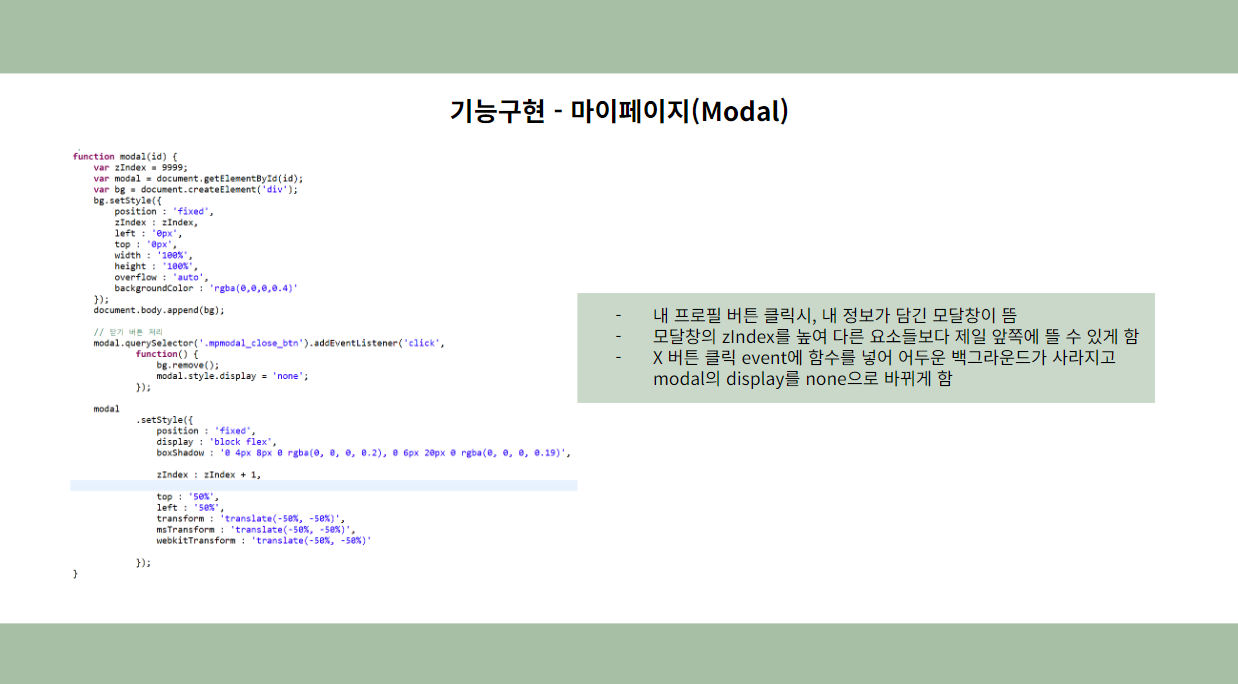 기능구현 - 마이페이지(Modal)
function modal(id) {
var zIndex = 9999;
var modal = document.getElementById(id);
var bg = document.createElement('div');
bg.setStyle({
position : 'fixed',
zIndex : zIndex,
left : '0px',
top : '0px',
width : '100%',
height : '100%',
overflow : 'auto',
backgroundColor : 'rgba(0,0,0,0.4)'
});
document.body.append(bg);
// 닫기 버튼 처리
modal.querySelector('.mpmodal_close_btn').addEventListener('click',
function() {
bg.remove();
modal.style.display = 'none';
});
modal
.setStyle({
position : 'fixed',
display : 'block flex',
boxShadow : '0 4px 8px 0 rgba(0, 0, 0, 0.2), 0 6px 20px 0 rgba(0, 0, 0, 0.19)',
zIndex : zIndex + 1,
top : '50%',
left : '50%',
transform : 'translate(-50%, -50%)',
msTransform : 'translate(-50%, -50%)',
webkitTransform : 'translate(-50%, -50%)'
});
}
- 내 프로필 버튼 클릭시, 내 정보가 담긴 모달창이 뜸
- 모달창의 zIndex를 높여 다른 요소들보다 제일 앞쪽에 뜰 수 있게 함
- X 버튼 클릭 event에 함수를 넣어 어두운 백그라운드가 사라지고
modal의 display를 none으로 바뀌게 함